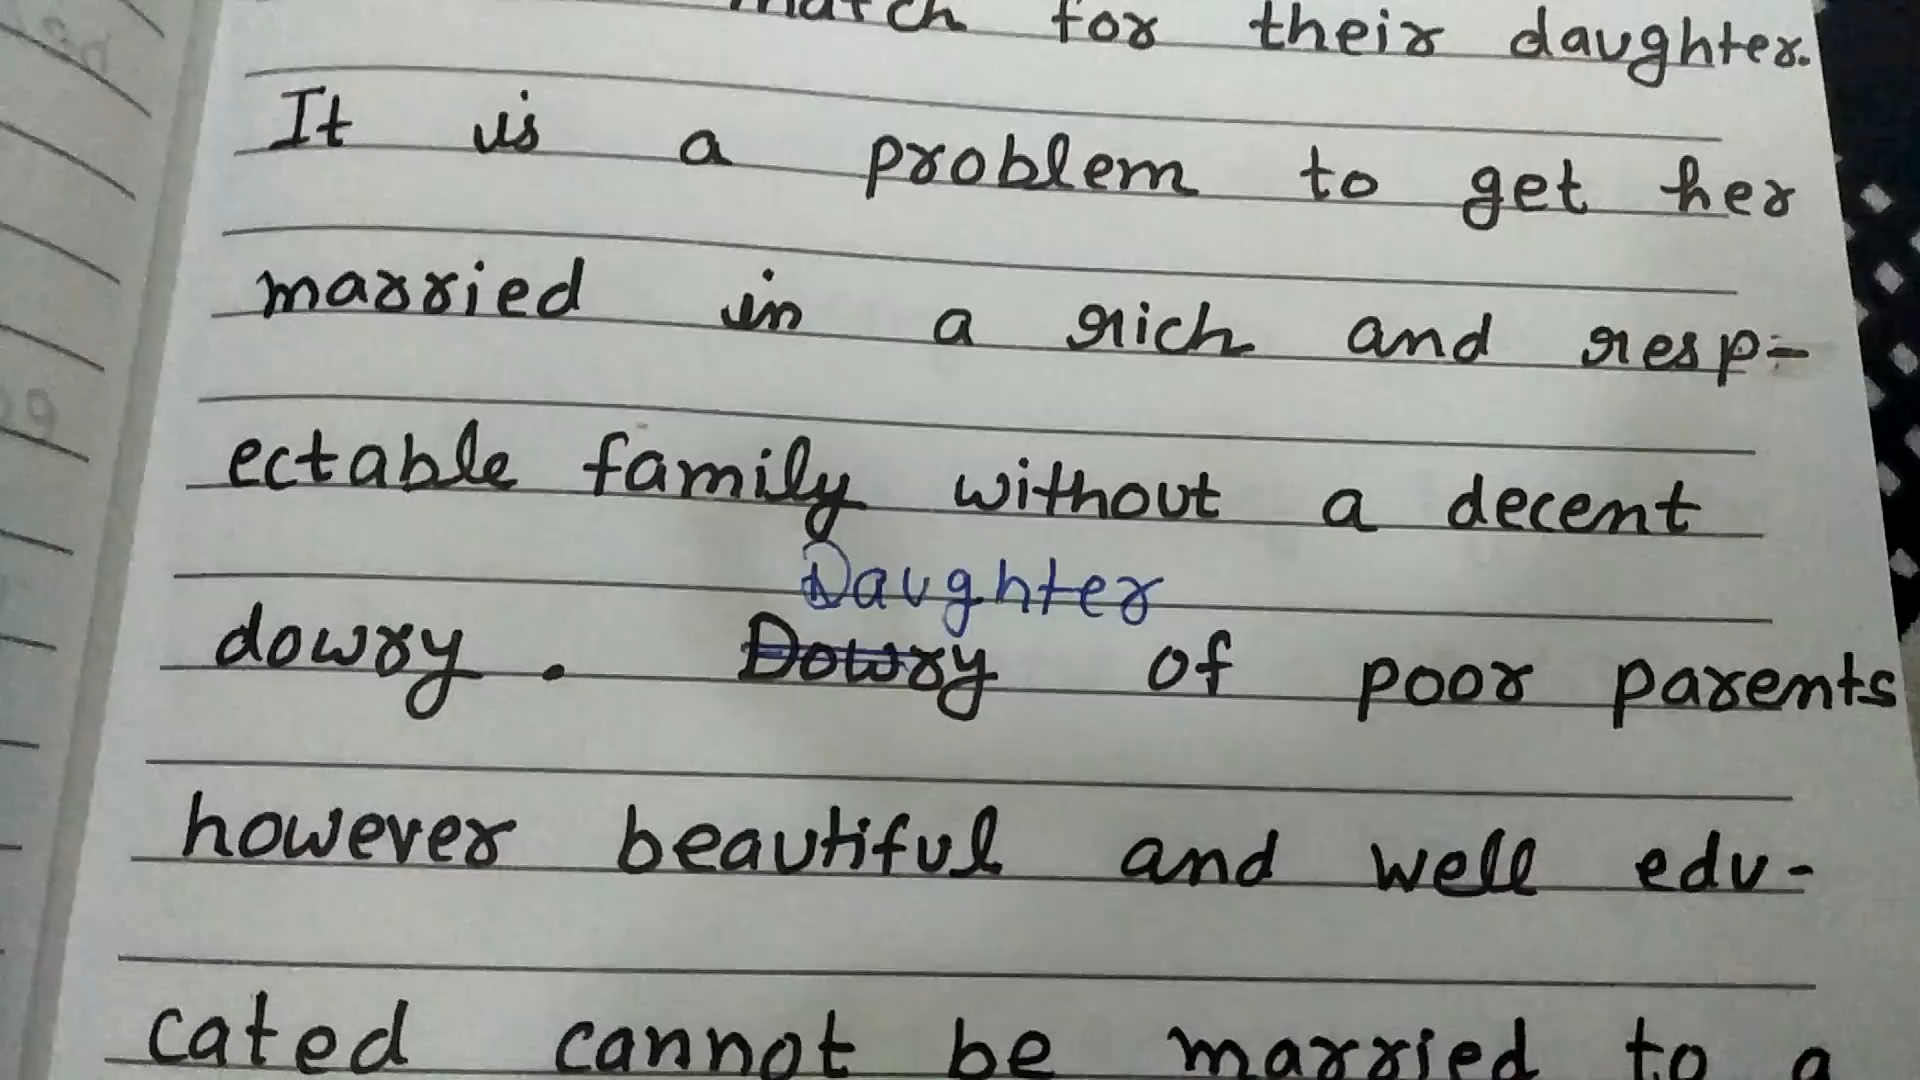 match for their daughter.
It is a problem to get her
married in a rich and resp-
ectable family without a decent
Daughter
dowry. Dowry of poor parents
however beautiful and well edu-
cated cannot be married to a